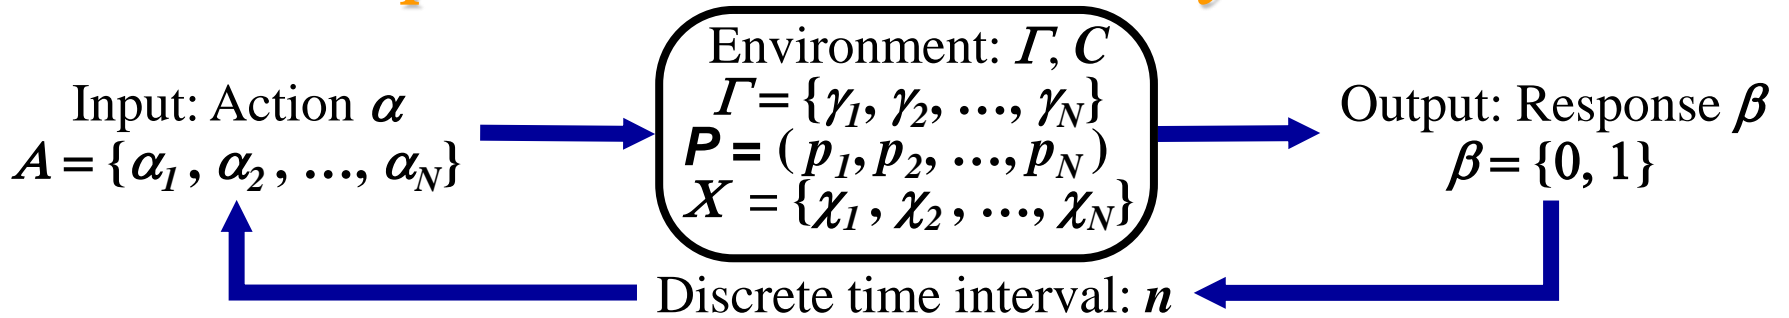 Environment: Γ, C
Input: Action α
Γ = {γ1, γ2, …, γN}
Output: Response β
A = {α1 , α2 , …, αN}
P = ( p1, p2, …, pN )
β = {0, 1}
X = {χ1 , χ2 , …, χN}
Discrete time interval: n